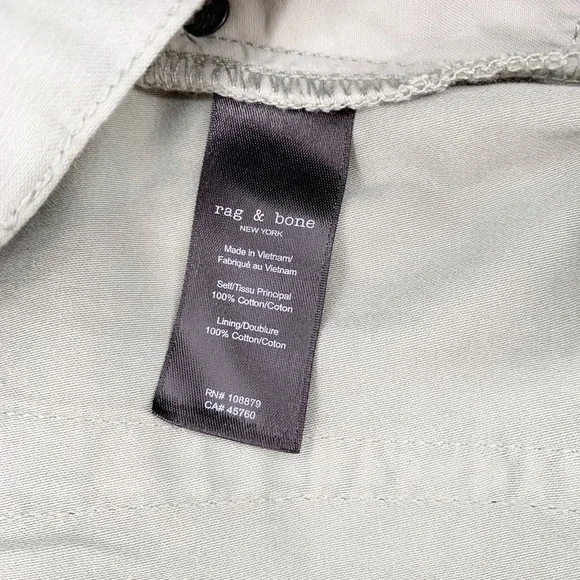 rag & bone
NEW YORK
Made in Vietnam/
Fabriqué au Vietnam
Self/Tissu Principal
100% Cotton/Coton
Lining/Doublure
100% Cotton/Coton
RN# 108879
CA# 45760